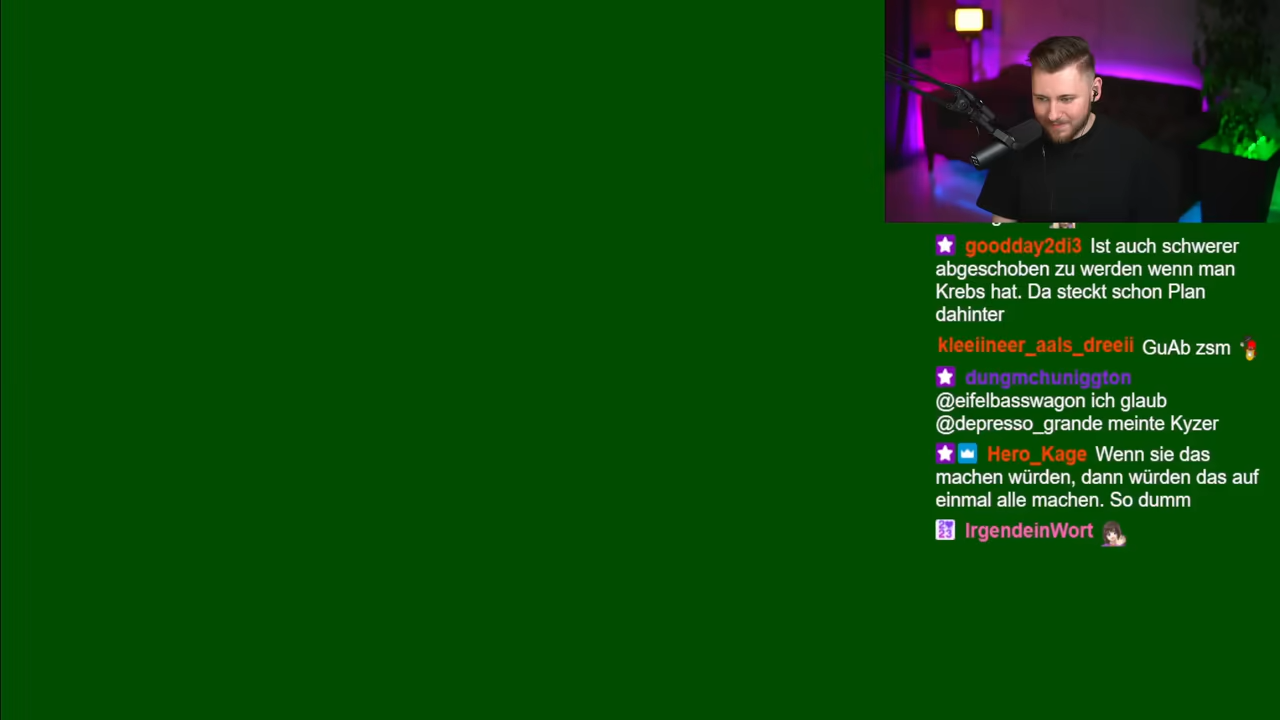 goodday2di3 Ist auch schwerer
abgeschoben zu werden wenn man
Krebs hat. Da steckt schon Plan
dahinter
kleeiineer_aals_dreeii GuAb zsm
dungmchuniggton
@eifelbasswagon ich glaub
@depresso_grande meinte Kyzer
Hero_Kage Wenn sie das
machen würden, dann würden das auf
einmal alle machen. So dumm
IrgendeinWort